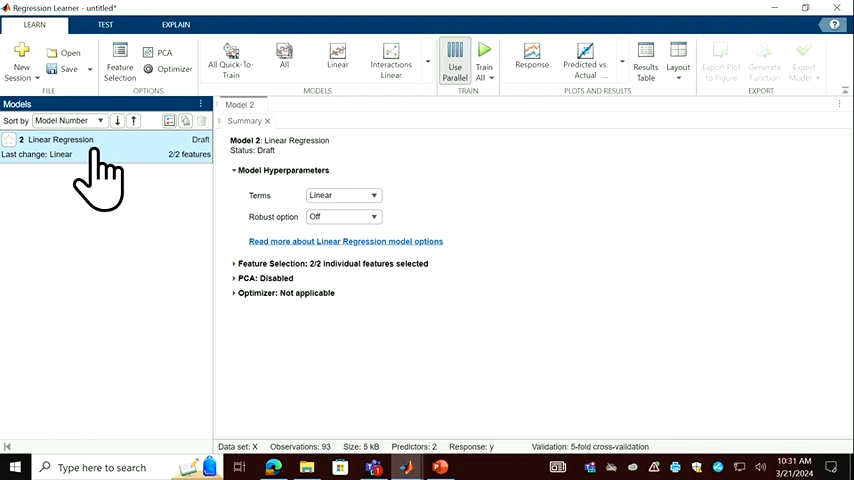 Regression Learner - untitled*
LEARN TEST EXPLAIN
New Session
Open
Save
FILE
Feature Selection
PCA
Optimizer
OPTIONS
All Quick-To-Train
All
Linear
Interactions Linear
MODELS
Use Parallel
Train All
TRAIN
Response
Predicted vs. Actual ...
PLOTS AND RESULTS
Results Table
Layout
Export Plot to Figure
Generate Function
Export Model
EXPORT
Models
Sort by Model Number
2 Linear Regression Draft
Last change: Linear 2/2 features
Model 2
Summary
Model 2: Linear Regression
Status: Draft
Model Hyperparameters
Terms Linear
Robust option Off
Read more about Linear Regression model options
Feature Selection: 2/2 individual features selected
PCA: Disabled
Optimizer: Not applicable
Data set: X Observations: 93 Size: 5 kB Predictors: 2 Response: y Validation: 5-fold cross-validation
Type here to search
10:31 AM
3/21/2024